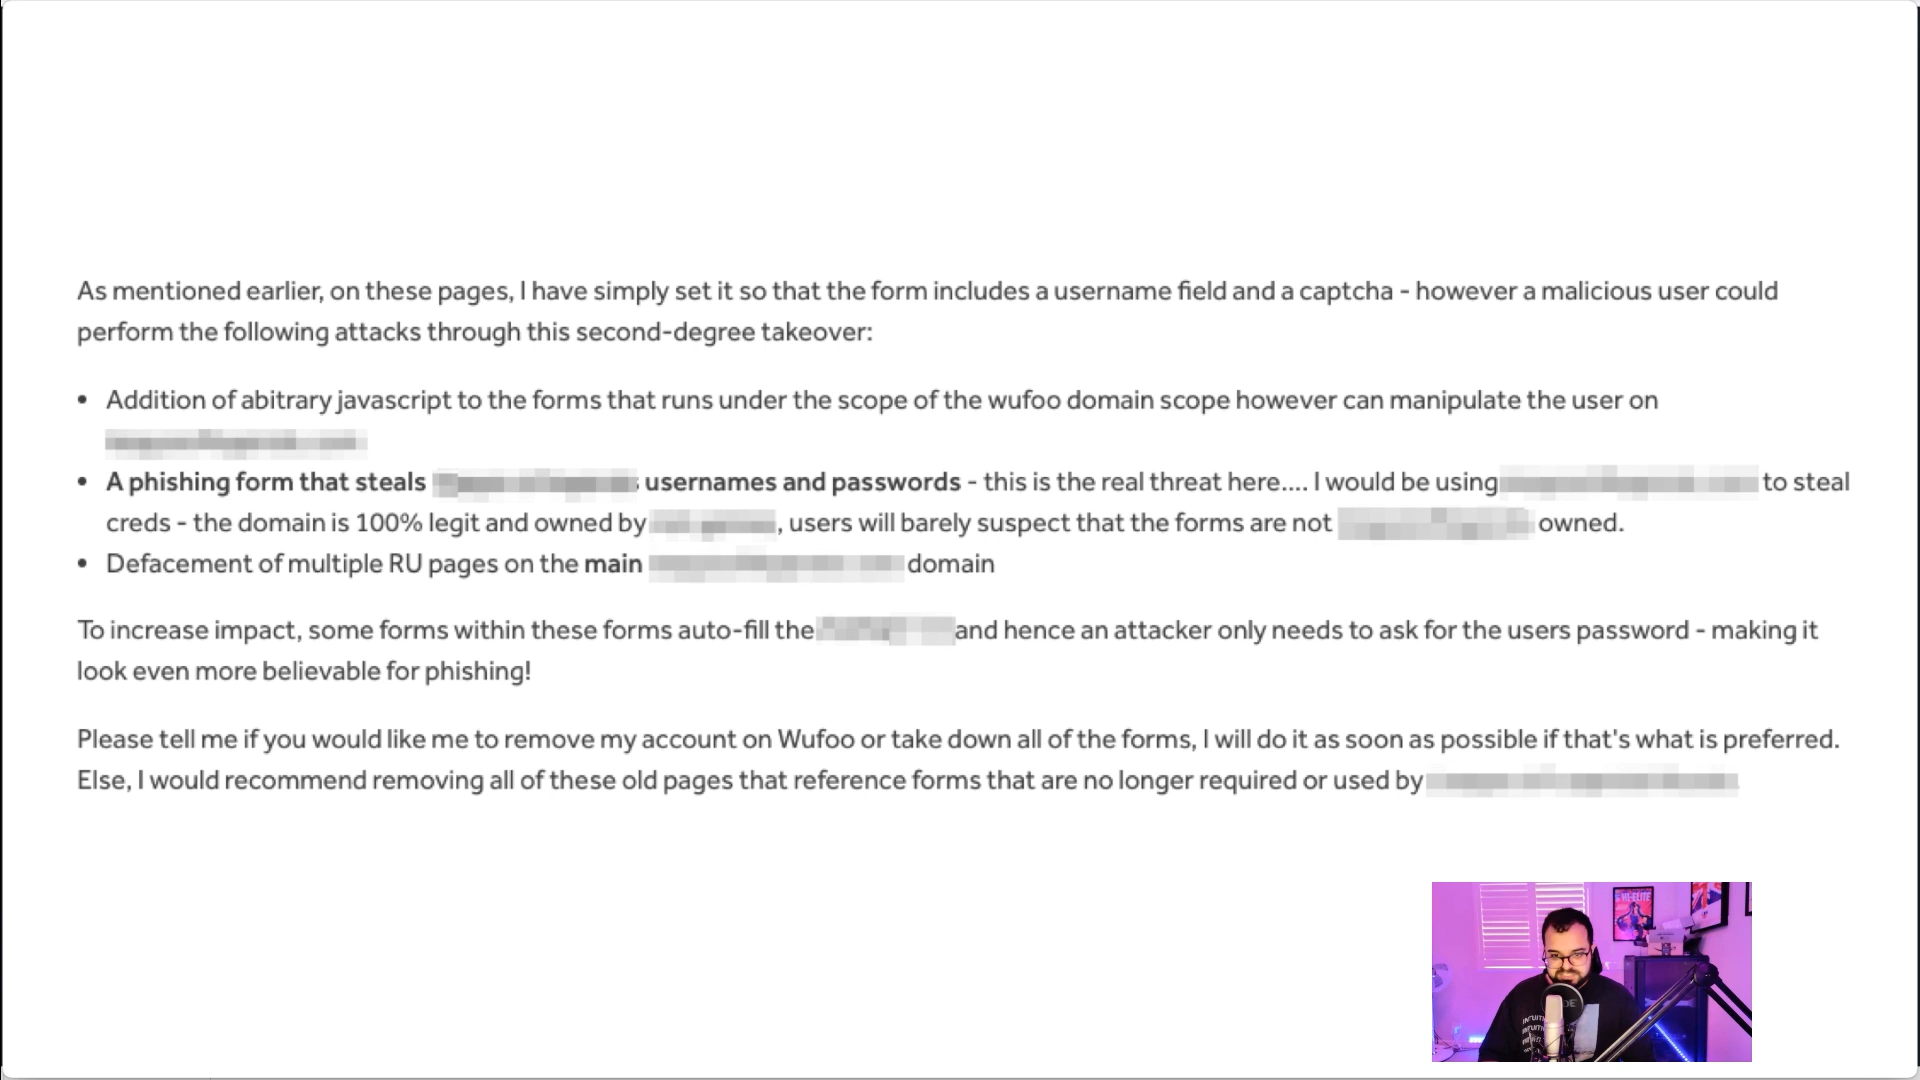 As mentioned earlier, on these pages, I have simply set it so that the form includes a username field and a captcha - however a malicious user could
perform the following attacks through this second-degree takeover:
• Addition of abitrary javascript to the forms that runs under the scope of the wufoo domain scope however can manipulate the user on
• A phishing form that steals usernames and passwords - this is the real threat here.... I would be using to steal
creds - the domain is 100% legit and owned by , users will barely suspect that the forms are not owned.
• Defacement of multiple RU pages on the main domain
To increase impact, some forms within these forms auto-fill the and hence an attacker only needs to ask for the users password - making it
look even more believable for phishing!
Please tell me if you would like me to remove my account on Wufoo or take down all of the forms, I will do it as soon as possible if that's what is preferred.
Else, I would recommend removing all of these old pages that reference forms that are no longer required or used by